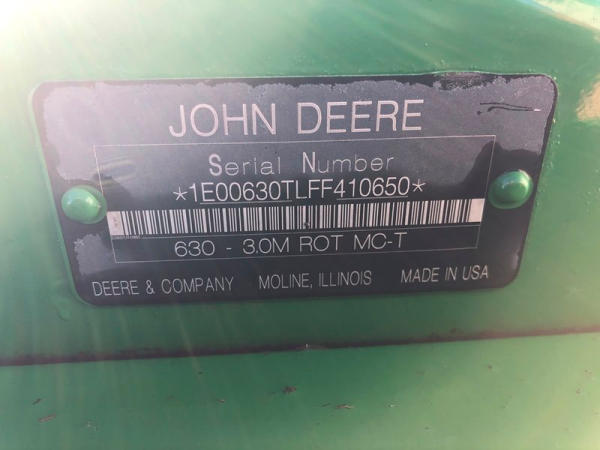 JOHN DEERE
Serial Number
*1E00630TLFF410650*
630 - 3.0M ROT MC-T
DEERE & COMPANY MOLINE, ILLINOIS MADE IN USA